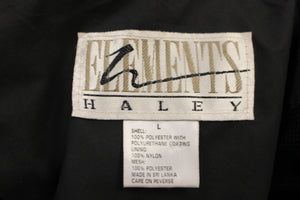 ELEMENTS
HALEY
L
SHELL:
100% POLYESTER WITH
POLYURETHANE COATING
LINING:
100% NYLON
MESH:
100% POLYESTER
MADE IN SRI LANKA
CARE ON REVERSE